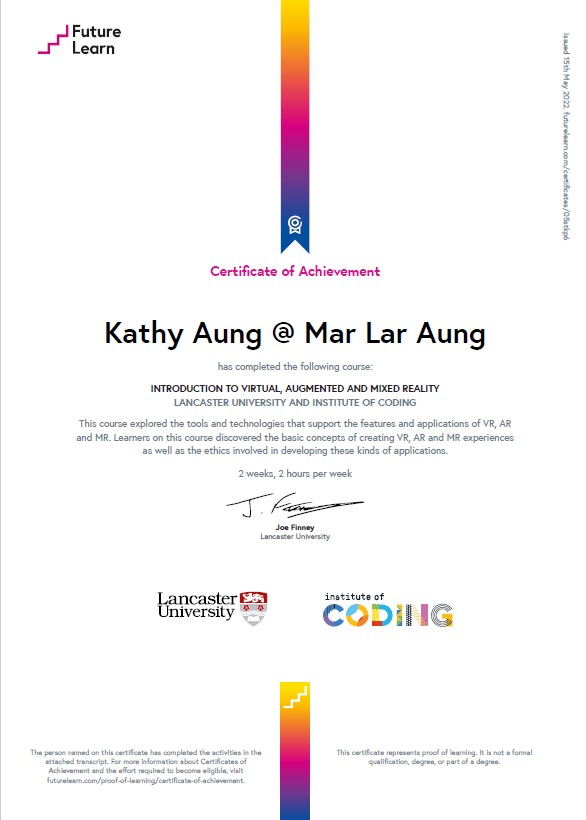 Future
Learn
Issued 15th May 2022. futurelearn.com/certificates/05stkp6
Certificate of Achievement
Kathy Aung @ Mar Lar Aung
has completed the following course:
INTRODUCTION TO VIRTUAL, AUGMENTED AND MIXED REALITY
LANCASTER UNIVERSITY AND INSTITUTE OF CODING
This course explored the tools and technologies that support the features and applications of VR, AR
and MR. Learners on this course discovered the basic concepts of creating VR, AR and MR experiences
as well as the ethics involved in developing these kinds of applications.
2 weeks, 2 hours per week
J. Finney
Joe Finney
Lancaster University
Lancaster
University
institute of
CODING
The person named on this certificate has completed the activities in the
attached transcript. For more information about Certificates of
Achievement and the effort required to become eligible, visit
futurelearn.com/proof-of-learning/certificate-of-achievement.
This certificate represents proof of learning. It is not a formal
qualification, degree, or part of a degree.